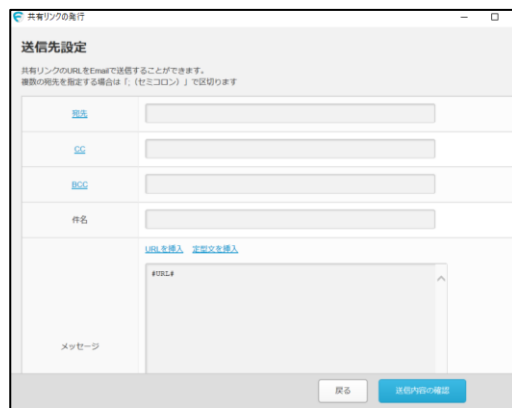 共有リンクの発行
送信先設定
共有リンクのURLをEmailで送信することができます。
複数の宛先を指定する場合は「;（セミコロン）」で区切ります
宛先
CC
BCC
件名
URLを挿入 定型文を挿入
#URL#
メッセージ
戻る 送信内容の確認